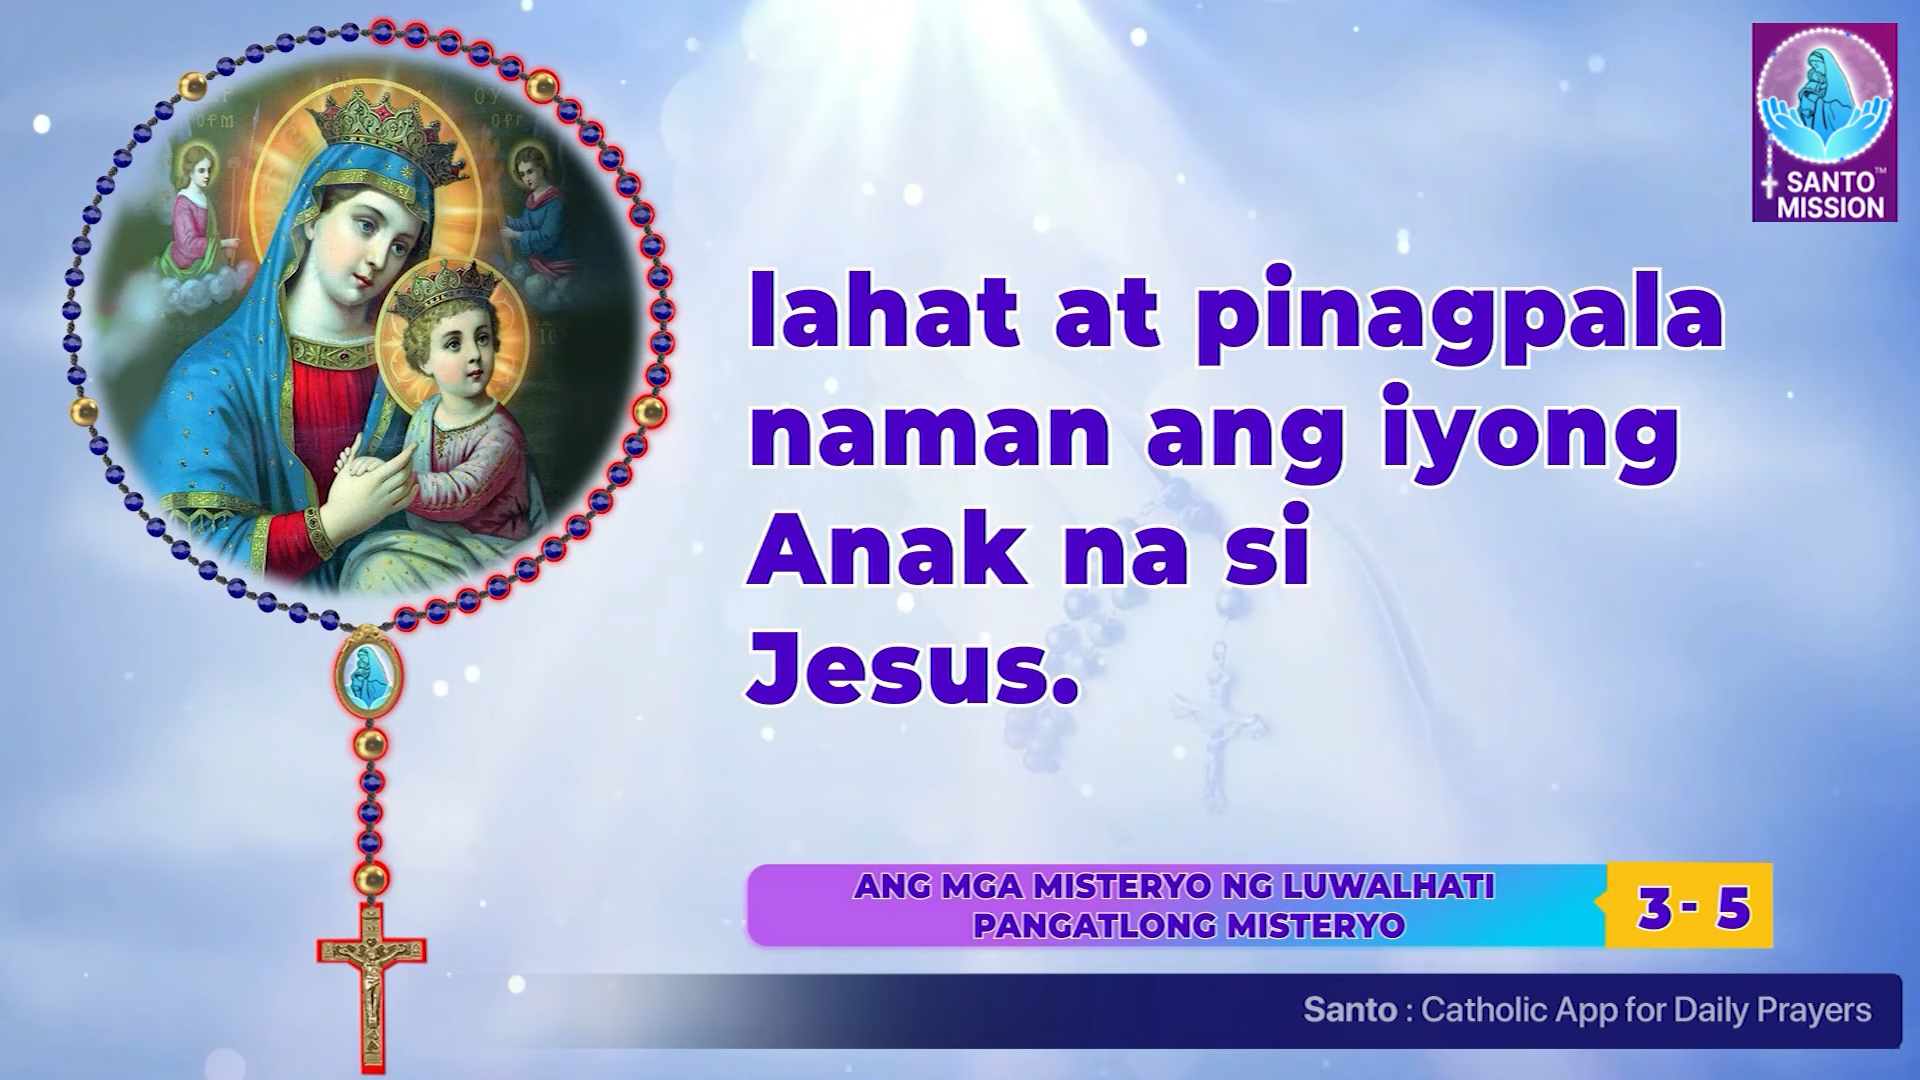 SANTO™
MISSION
lahat at pinagpala
naman ang iyong
Anak na si
Jesus.
ANG MGA MISTERYO NG LUWALHATI
PANGATLONG MISTERYO
3 - 5
Santo : Catholic App for Daily Prayers